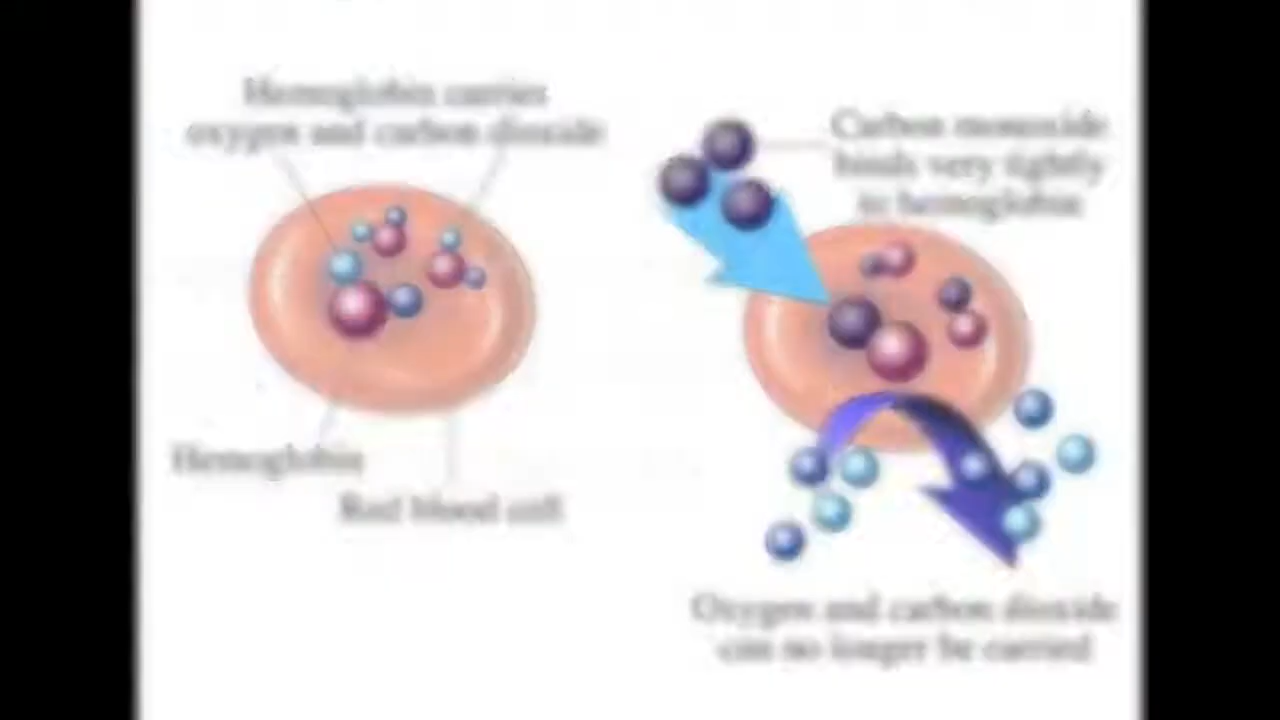 Hemoglobin carries
oxygen and carbon dioxide
Carbon monoxide
binds very tightly
to hemoglobin
Hemoglobin
Red blood cell
Oxygen and carbon dioxide
can no longer be carried